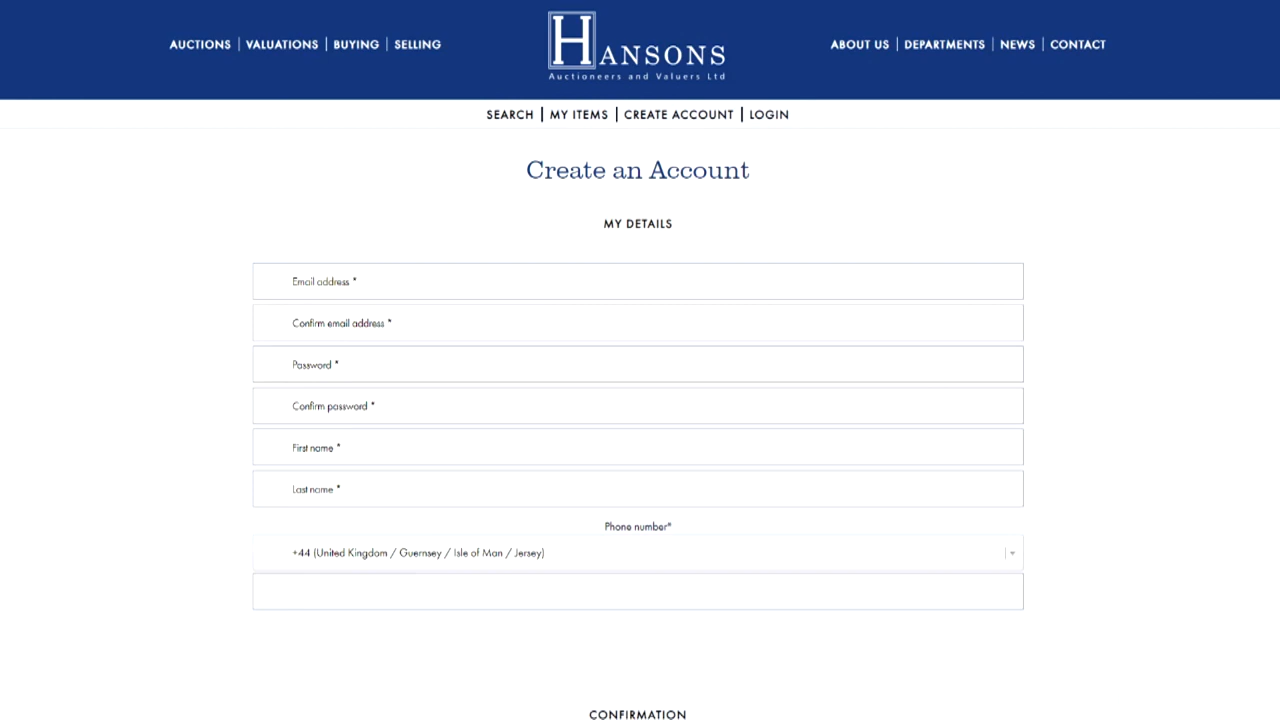 AUCTIONS | VALUATIONS | BUYING | SELLING
HANSONS
Auctioneers and Valuers Ltd
ABOUT US | DEPARTMENTS | NEWS | CONTACT
SEARCH | MY ITEMS | CREATE ACCOUNT | LOGIN
Create an Account
MY DETAILS
Email address *
Confirm email address *
Password *
Confirm password *
First name *
Last name *
Phone number*
+44 (United Kingdom / Guernsey / Isle of Man / Jersey)
CONFIRMATION